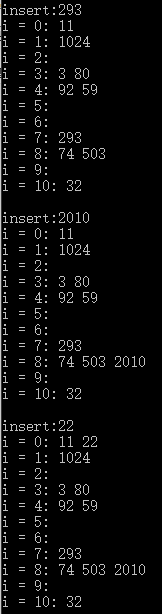 insert:293
i = 0: 11
i = 1: 1024
i = 2:
i = 3: 3 80
i = 4: 92 59
i = 5:
i = 6:
i = 7: 293
i = 8: 74 503
i = 9:
i = 10: 32
insert:2010
i = 0: 11
i = 1: 1024
i = 2:
i = 3: 3 80
i = 4: 92 59
i = 5:
i = 6:
i = 7: 293
i = 8: 74 503 2010
i = 9:
i = 10: 32
insert:22
i = 0: 11 22
i = 1: 1024
i = 2:
i = 3: 3 80
i = 4: 92 59
i = 5:
i = 6:
i = 7: 293
i = 8: 74 503 2010
i = 9:
i = 10: 32